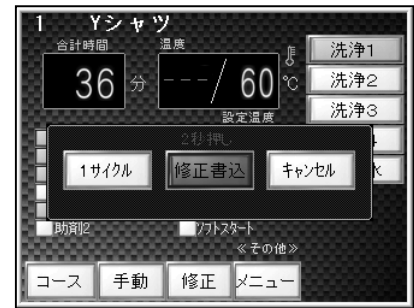 1 Yシャツ
合計時間 温度
36 分 ---/ 60 ℃
設定温度
洗浄1
洗浄2
洗浄3
2秒押し
1サイクル 修正書込 キャンセル
助剤2 ソフトスタート
≪その他≫
コース 手動 修正 メニュー